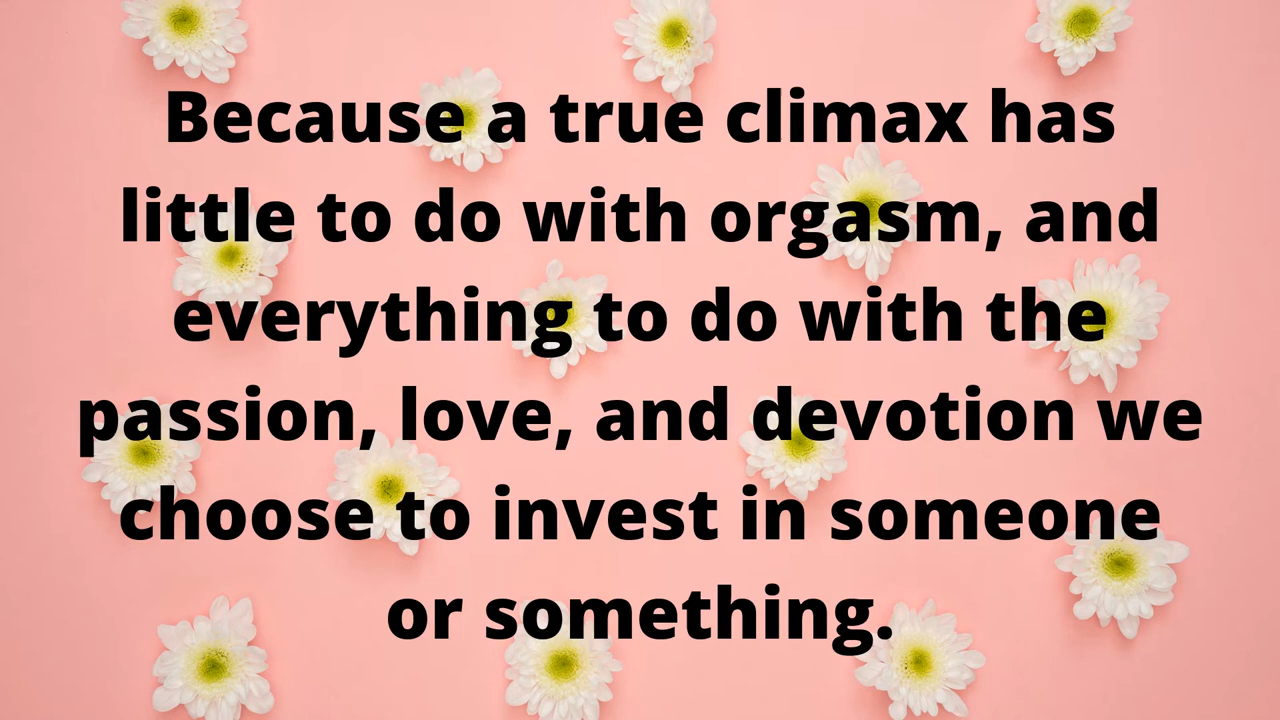 Because a true climax has
little to do with orgasm, and
everything to do with the
passion, love, and devotion we
choose to invest in someone
or something.